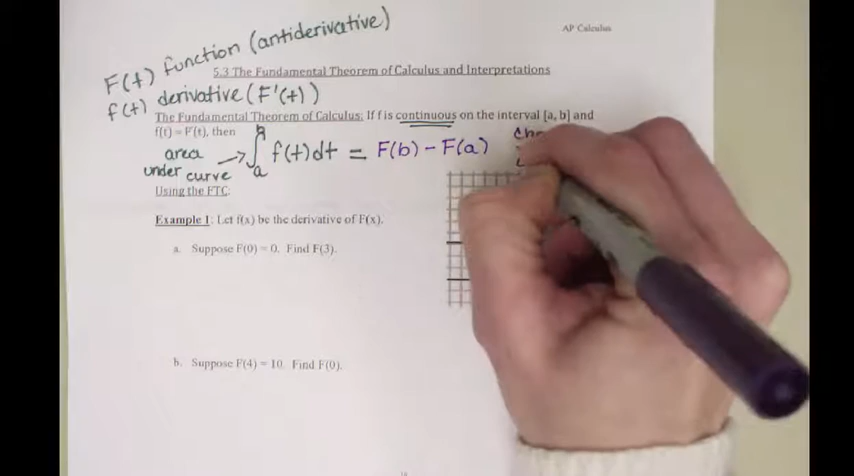 F(t) function (antiderivative)
AP Calculus
5.3 The Fundamental Theorem of Calculus and Interpretations
f(t) derivative (F'(t))
The Fundamental Theorem of Calculus: If f is continuous on the interval [a, b] and
f(t) = F'(t), then
area under curve → ∫ₐᵇ f(t)dt = F(b) - F(a)
Using the FTC:
Example 1: Let f(x) be the derivative of F(x).
a. Suppose F(0) = 0. Find F(3).
b. Suppose F(4) = 10. Find F(0).